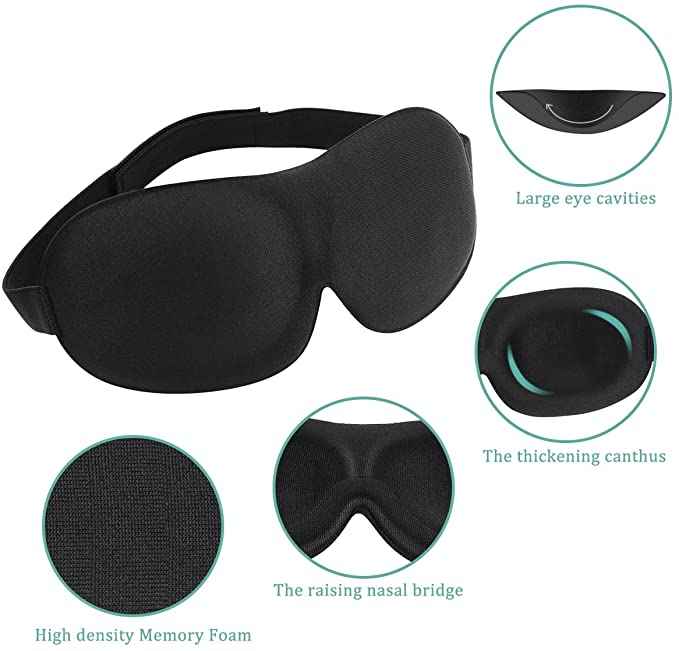 Large eye cavities
The thickening canthus
The raising nasal bridge
High density Memory Foam